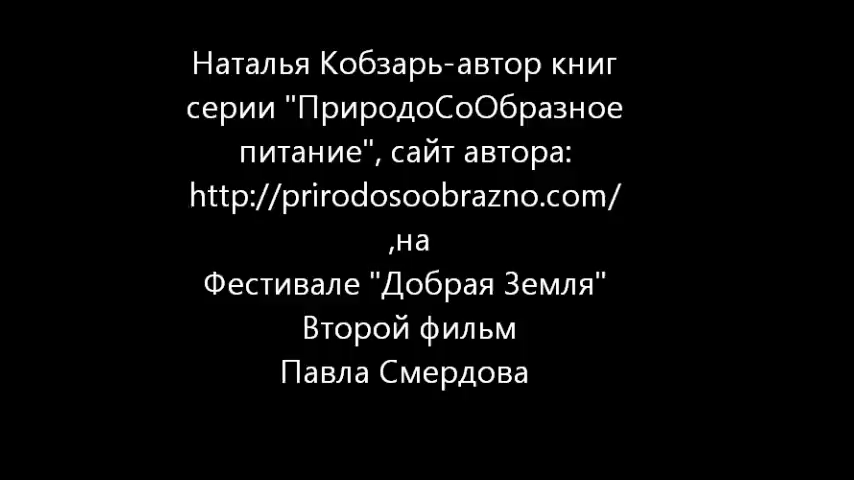 Наталья Кобзарь-автор книг
серии "ПриродоСоОбразное
питание", сайт автора:
http://prirodosoobrazno.com/
,на
Фестивале "Добрая Земля"
Второй фильм
Павла Смердова